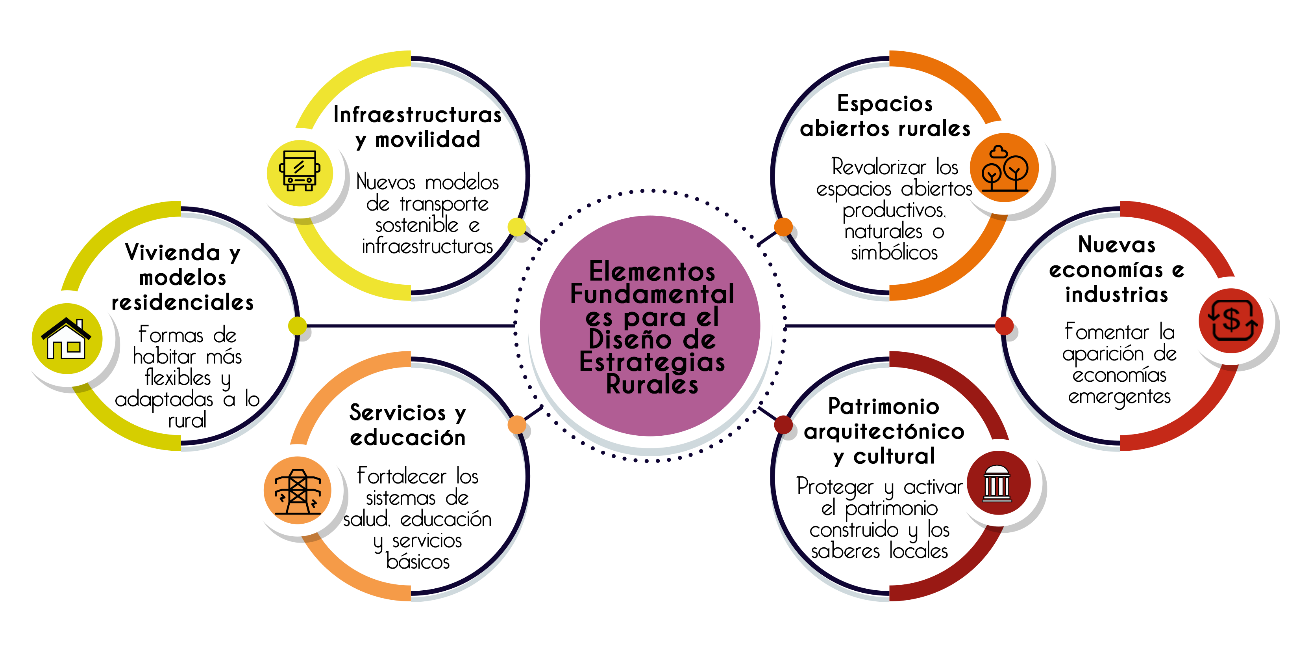 Infraestructuras
y movilidad
Nuevos modelos
de transporte
sostenible e
infraestructuras
Espacios
abiertos rurales
Revalorizar los
espacios abiertos
productivos,
naturales o
simbólicos
Vivienda y
modelos
residenciales
Formas de
habitar más
flexibles y
adaptadas a lo
rural
Elementos
Fundamental
es para el
Diseño de
Estrategias
Rurales
Nuevas
economías e
industrias
Fomentar la
aparición de
economías
emergentes
$
Servicios y
educación
Fortalecer los
sistemas de
salud, educación
y servicios
básicos
Patrimonio
arquitectónico
y cultural
Proteger y activar
el patrimonio
construido y los
saberes locales